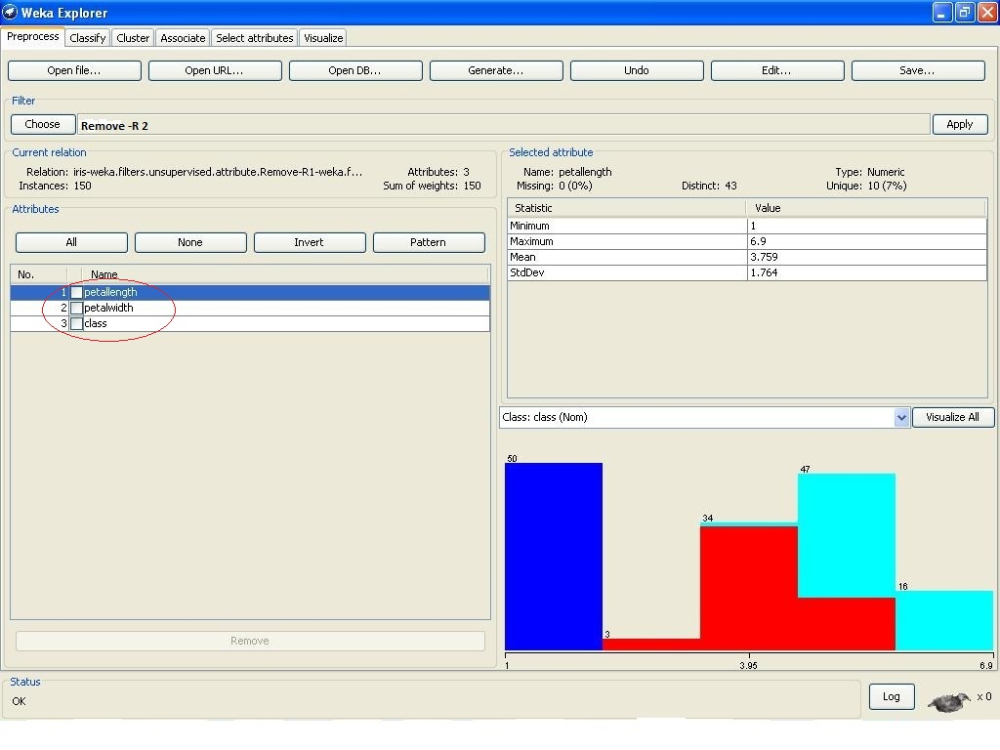 Weka Explorer
Preprocess Classify Cluster Associate Select attributes Visualize
Open file... Open URL... Open DB... Generate... Undo Edit... Save...
Filter
Choose Remove -R 2 Apply
Current relation
Relation: iris-weka.filters.unsupervised.attribute.Remove-R1-weka.f... Attributes: 3
Instances: 150 Sum of weights: 150
Attributes
All None Invert Pattern
No. Name
1 petallength
2 petalwidth
3 class
Remove
Selected attribute
Name: petallength Type: Numeric
Missing: 0 (0%) Distinct: 43 Unique: 10 (7%)
Statistic Value
Minimum 1
Maximum 6.9
Mean 3.759
StdDev 1.764
Class: class (Nom) Visualize All
50
47
34
16
3
1 3.95 6.9
Status
OK
Log x 0